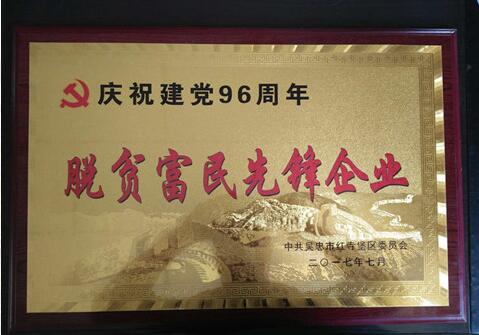 庆祝建党96周年
脱贫富民先锋企业
中共吴忠市红寺堡区委员会
二〇一七年七月